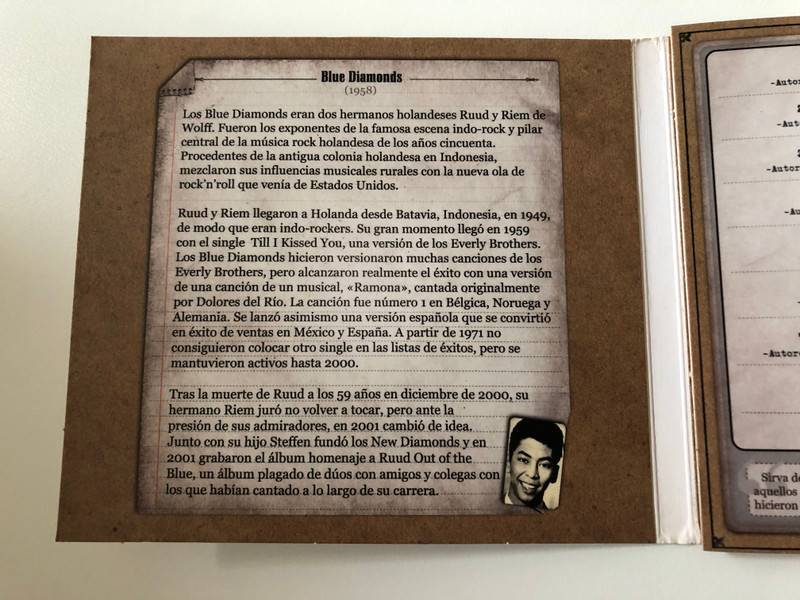 Blue Diamonds
(1958)
Los Blue Diamonds eran dos hermanos holandeses Ruud y Riem de
Wolff. Fueron los exponentes de la famosa escena indo-rock y pilar
central de la música rock holandesa de los años cincuenta.
Procedentes de la antigua colonia holandesa en Indonesia,
mezclaron sus influencias musicales rurales con la nueva ola de
rock'n'roll que venía de Estados Unidos.
Ruud y Riem llegaron a Holanda desde Batavia, Indonesia, en 1949,
de modo que eran indo-rockers. Su gran momento llegó en 1959
con el single Till I Kissed You, una versión de los Everly Brothers.
Los Blue Diamonds hicieron versionaron muchas canciones de los
Everly Brothers, pero alcanzaron realmente el éxito con una versión
de una canción de un musical, «Ramona», cantada originalmente
por Dolores del Río. La canción fue número 1 en Bélgica, Noruega y
Alemania. Se lanzó asimismo una versión española que se convirtió
en éxito de ventas en México y España. A partir de 1971 no
consiguieron colocar otro single en las listas de éxitos, pero se
mantuvieron activos hasta 2000.
Tras la muerte de Ruud a los 59 años en diciembre de 2000, su
hermano Riem juró no volver a tocar, pero ante la
presión de sus admiradores, en 2001 cambió de idea.
Junto con su hijo Steffen fundó los New Diamonds y en
2001 grabaron el álbum homenaje a Ruud Out of the
Blue, un álbum plagado de dúos con amigos y colegas con
los que habían cantado a lo largo de su carrera.
Sirva
aquellos
hicieron